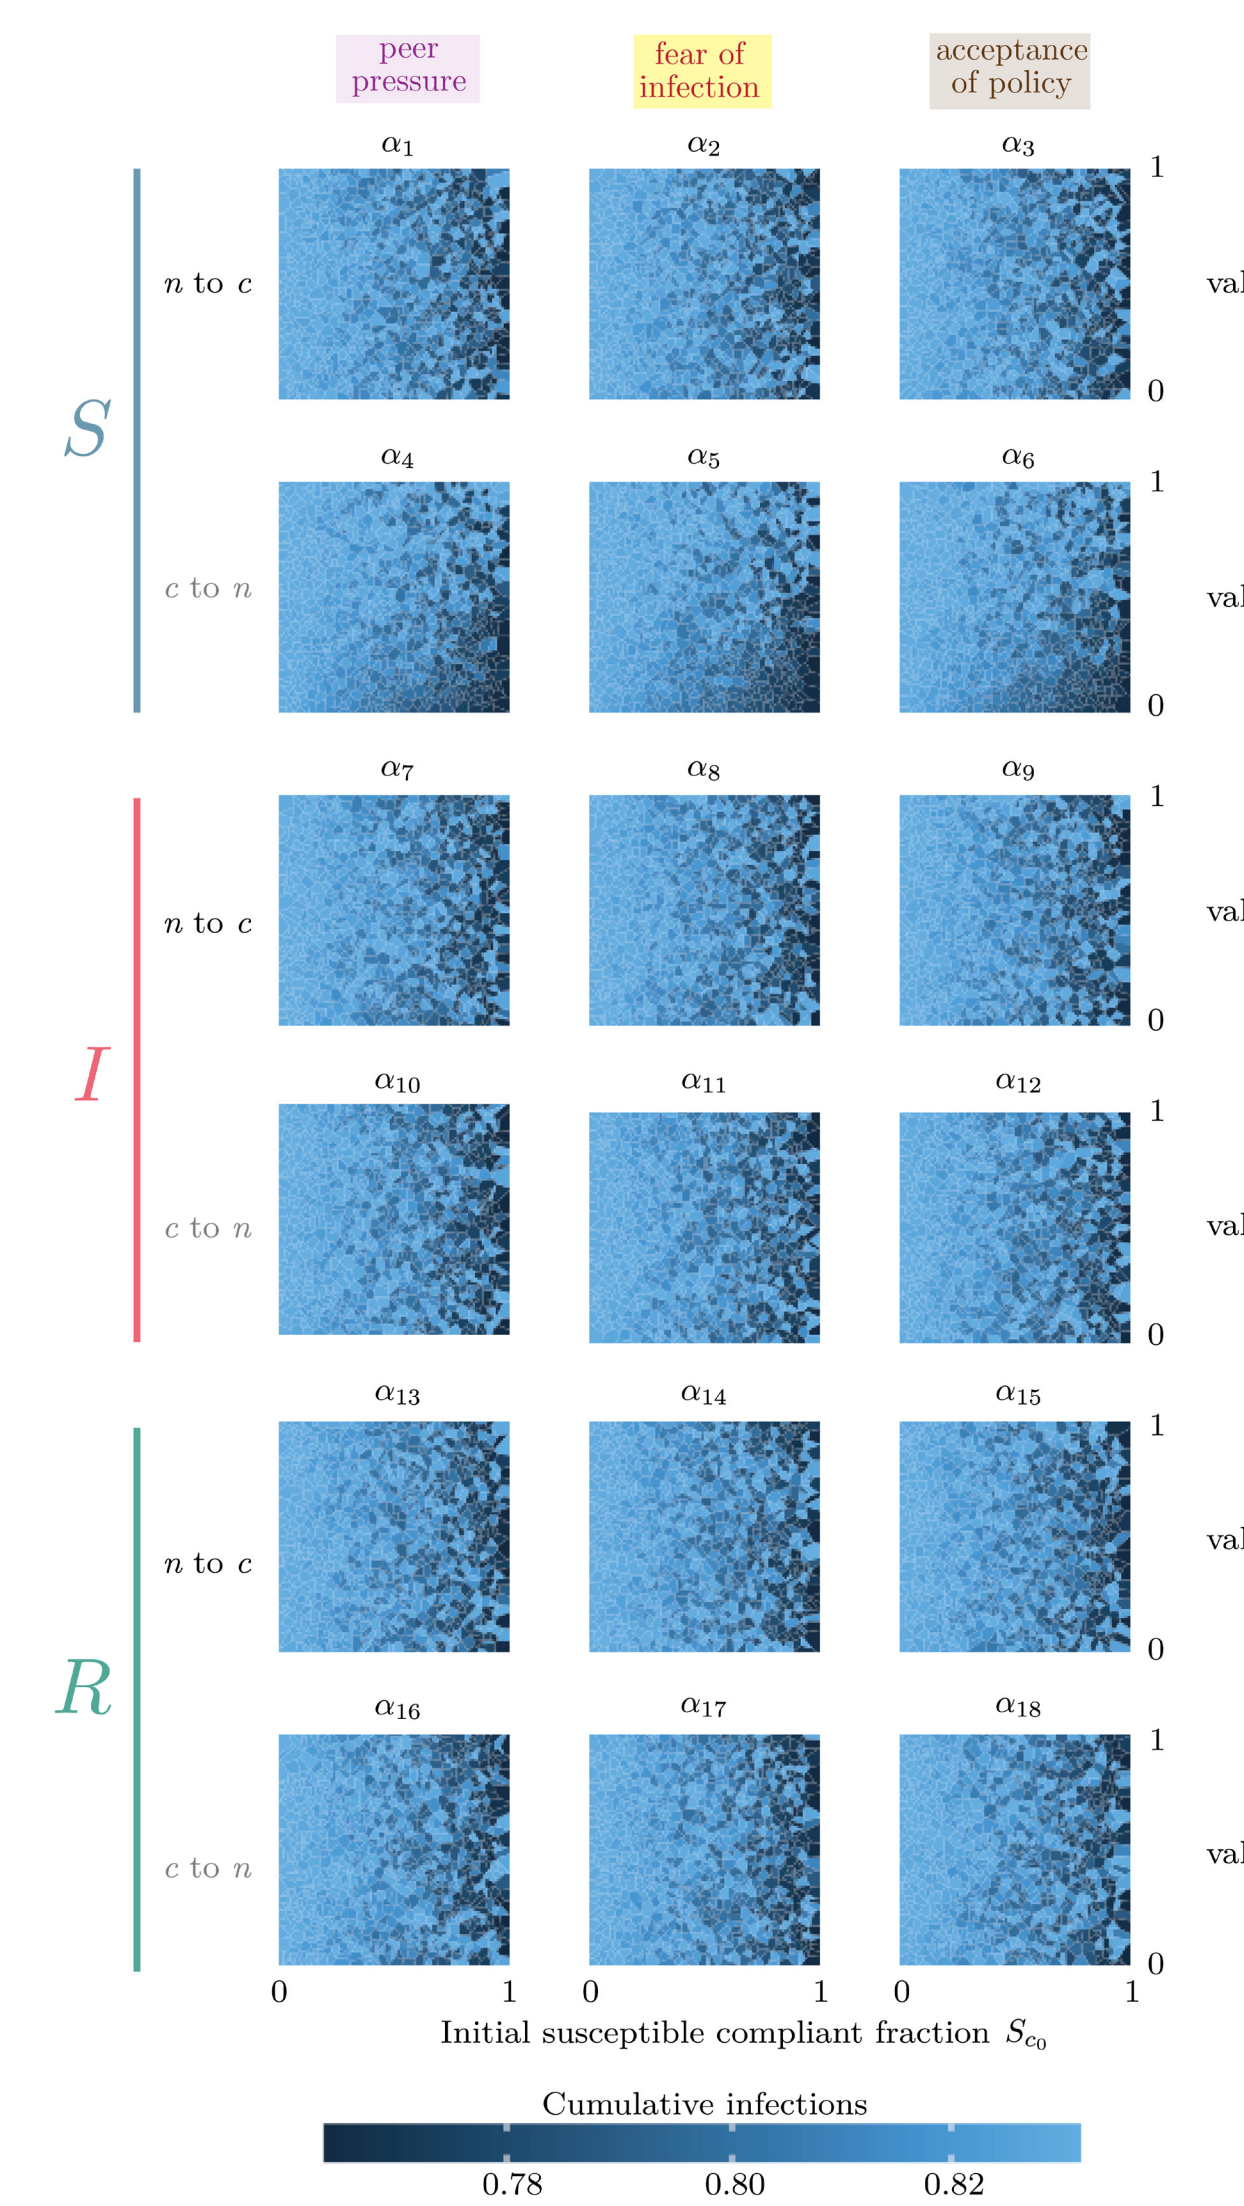 peer
pressure
fear of
infection
acceptance
of policy
α₁ α₂ α₃
1
n to c
0
S
α₄ α₅ α₆
1
c to n
0
α₇ α₈ α₉
1
n to c
0
I
α₁₀ α₁₁ α₁₂
1
c to n
0
α₁₃ α₁₄ α₁₅
1
n to c
0
R
α₁₆ α₁₇ α₁₈
1
c to n
0
0 1 0 1 0 1
Initial susceptible compliant fraction S_c₀
Cumulative infections
0.78 0.80 0.82